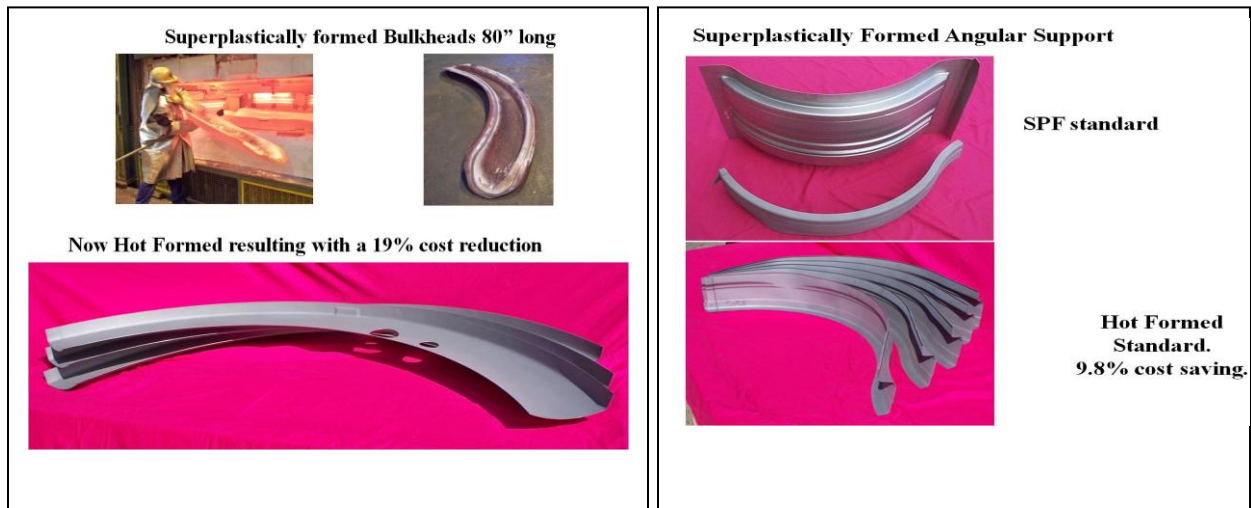 Superplastically formed Bulkheads 80” long
Now Hot Formed resulting with a 19% cost reduction
Superplastically Formed Angular Support
SPF standard
Hot Formed
Standard.
9.8% cost saving.